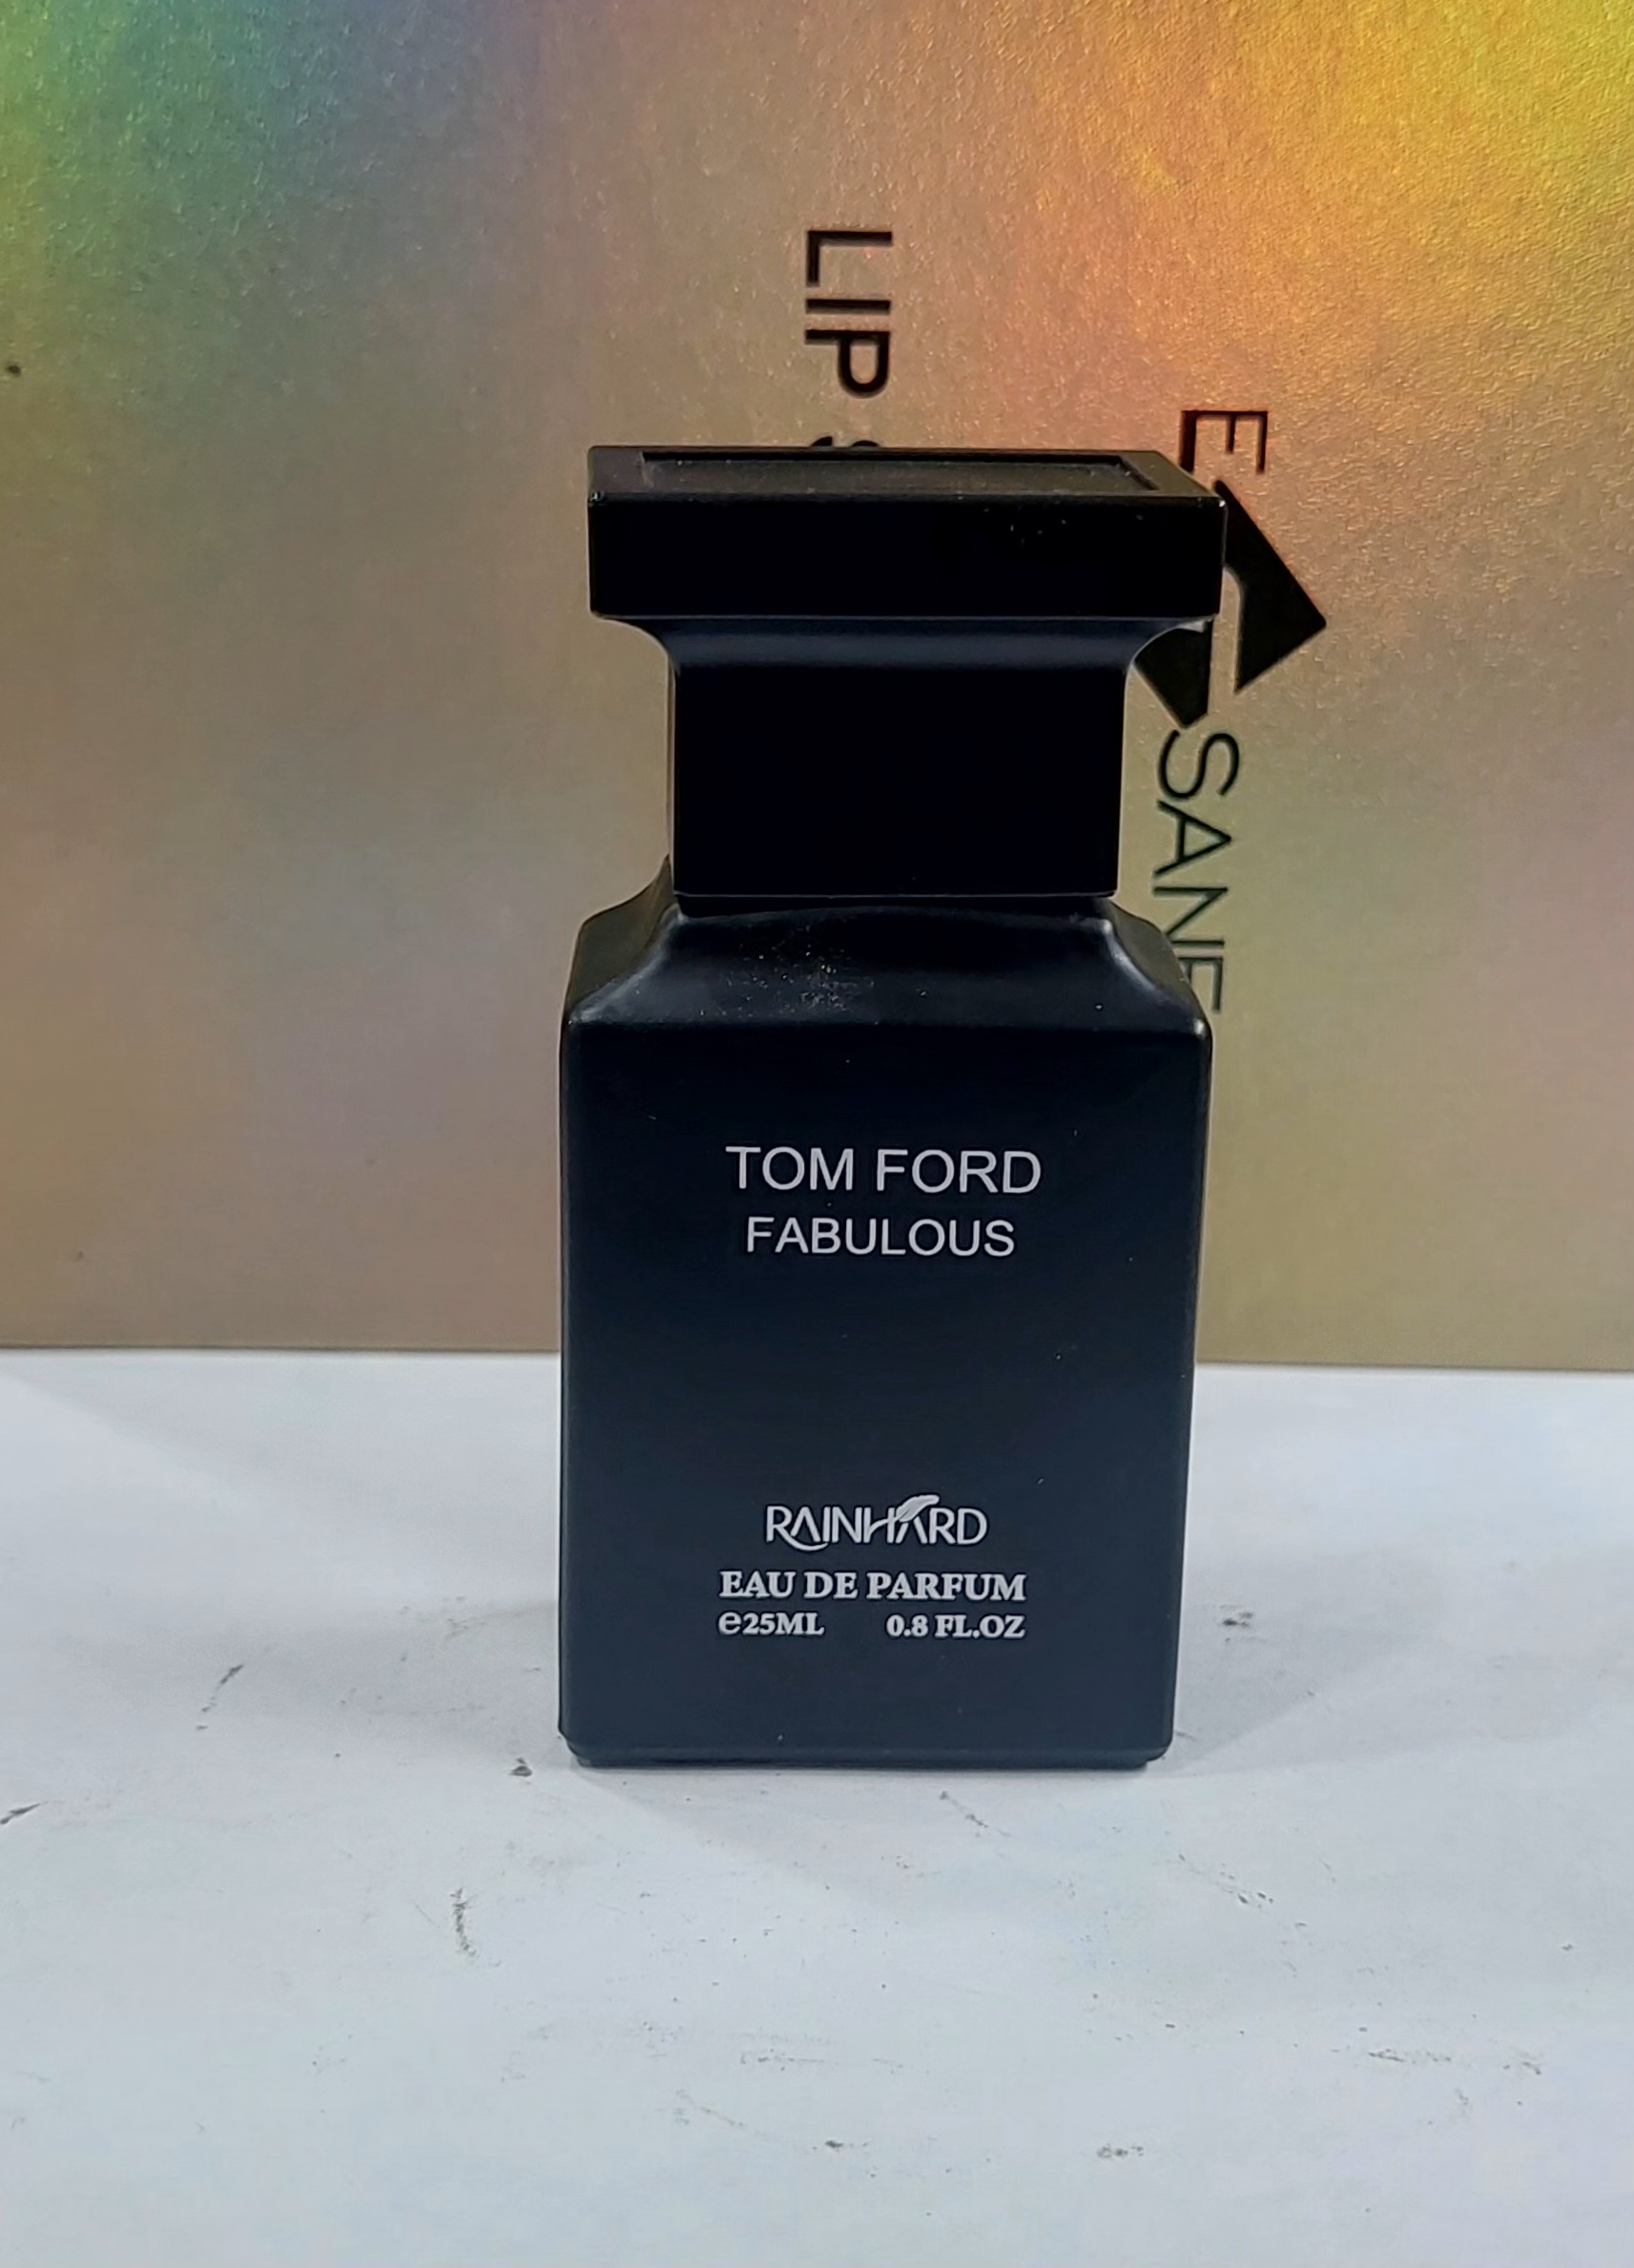 LIP
E
SANE
TOM FORD
FABULOUS
RAINHARD
EAU DE PARFUM
e25ML 0.8 FL.OZ